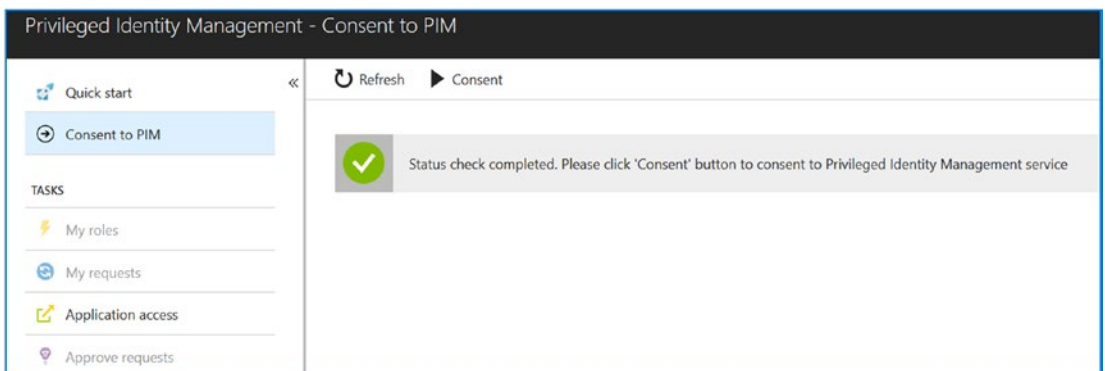 Privileged Identity Management - Consent to PIM
Quick start
«
Refresh
Consent
Consent to PIM
Status check completed. Please click 'Consent' button to consent to Privileged Identity Management service
TASKS
My roles
My requests
Application access
Approve requests